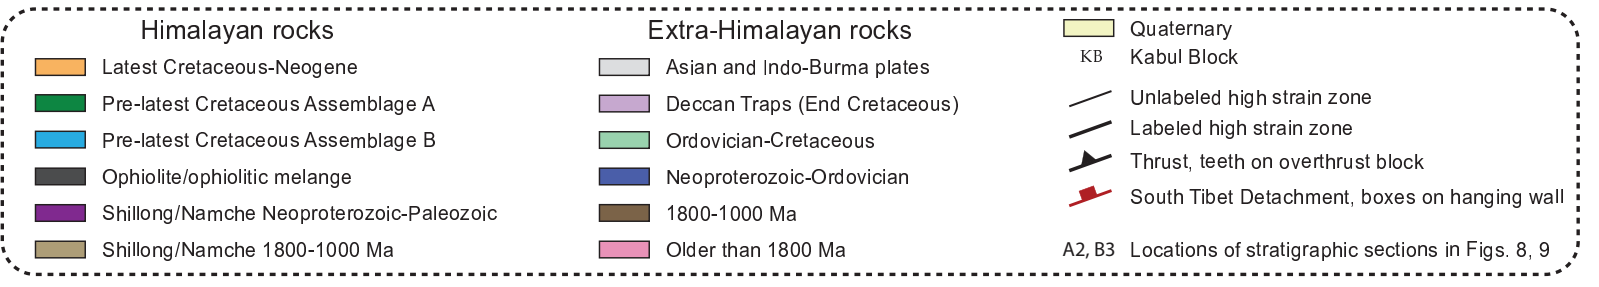 Himalayan rocks
Latest Cretaceous-Neogene
Pre-latest Cretaceous Assemblage A
Pre-latest Cretaceous Assemblage B
Ophiolite/ophiolitic melange
Shillong/Namche Neoproterozoic-Paleozoic
Shillong/Namche 1800-1000 Ma
Extra-Himalayan rocks
Asian and Indo-Burma plates
Deccan Traps (End Cretaceous)
Ordovician-Cretaceous
Neoproterozoic-Ordovician
1800-1000 Ma
Older than 1800 Ma
Quaternary
KB Kabul Block
Unlabeled high strain zone
Labeled high strain zone
Thrust, teeth on overthrust block
South Tibet Detachment, boxes on hanging wall
A2, B3 Locations of stratigraphic sections in Figs. 8, 9